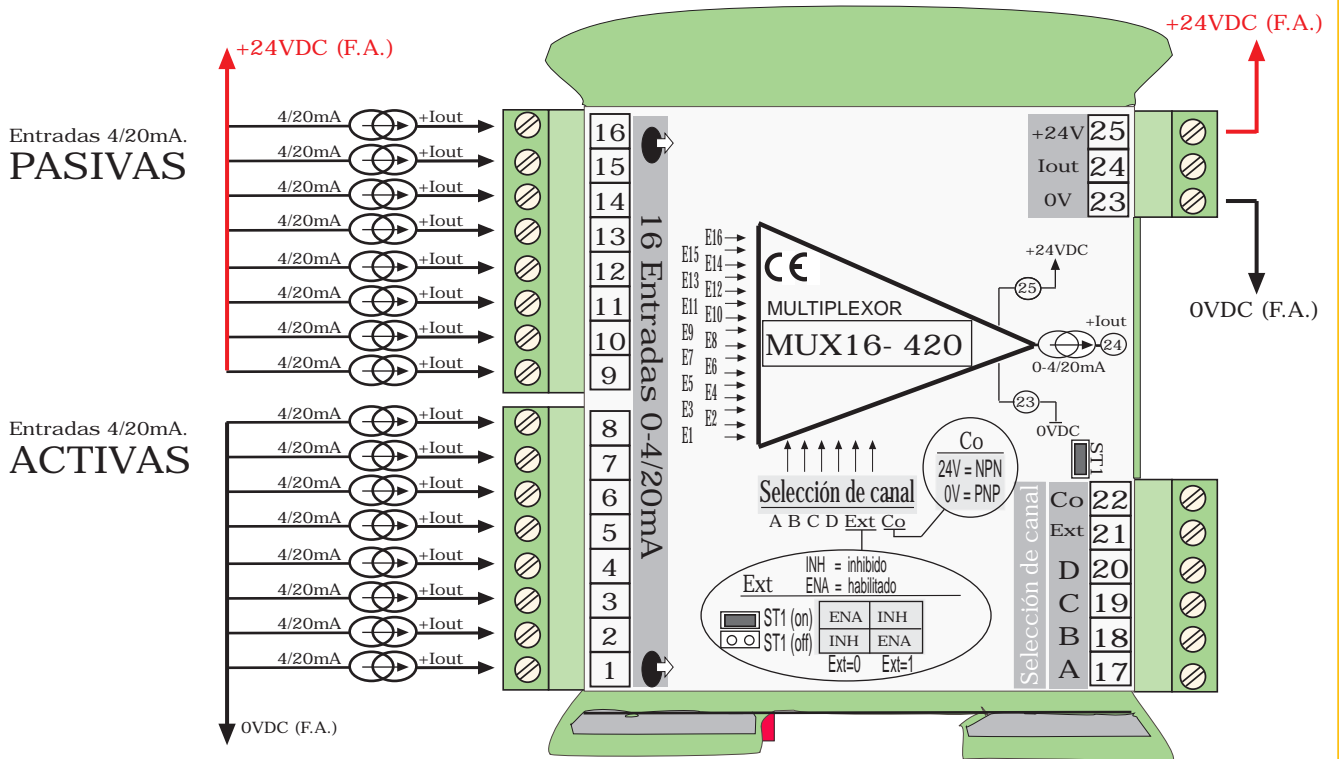 +24VDC (F.A.)
Entradas 4/20mA.
PASIVAS
4/20mA +Iout
4/20mA +Iout
4/20mA +Iout
4/20mA +Iout
4/20mA +Iout
4/20mA +Iout
4/20mA +Iout
4/20mA +Iout
Entradas 4/20mA.
ACTIVAS
4/20mA +Iout
4/20mA +Iout
4/20mA +Iout
4/20mA +Iout
4/20mA +Iout
4/20mA +Iout
4/20mA +Iout
4/20mA +Iout
0VDC (F.A.)
16
15
14
13
12
11
10
9
8
7
6
5
4
3
2
1
16 Entradas 0-4/20mA
E16
E15
E14
E13
E12
E11
E10
E9
E8
E7
E6
E5
E4
E3
E2
E1
CE
MULTIPLEXOR
MUX16- 420
+24VDC
25
+Iout
24
0-4/20mA
23
0VDC
Selección de canal
A B C D Ext Co
Co
24V = NPN
0V = PNP
INH = inhibido
Ext ENA = habilitado
ST1 (on) ENA INH
ST1 (off) INH ENA
Ext=0 Ext=1
+24VDC (F.A.)
+24V 25
Iout 24
0V 23
0VDC (F.A.)
ST1
Selección de canal
Co 22
Ext 21
D 20
C 19
B 18
A 17